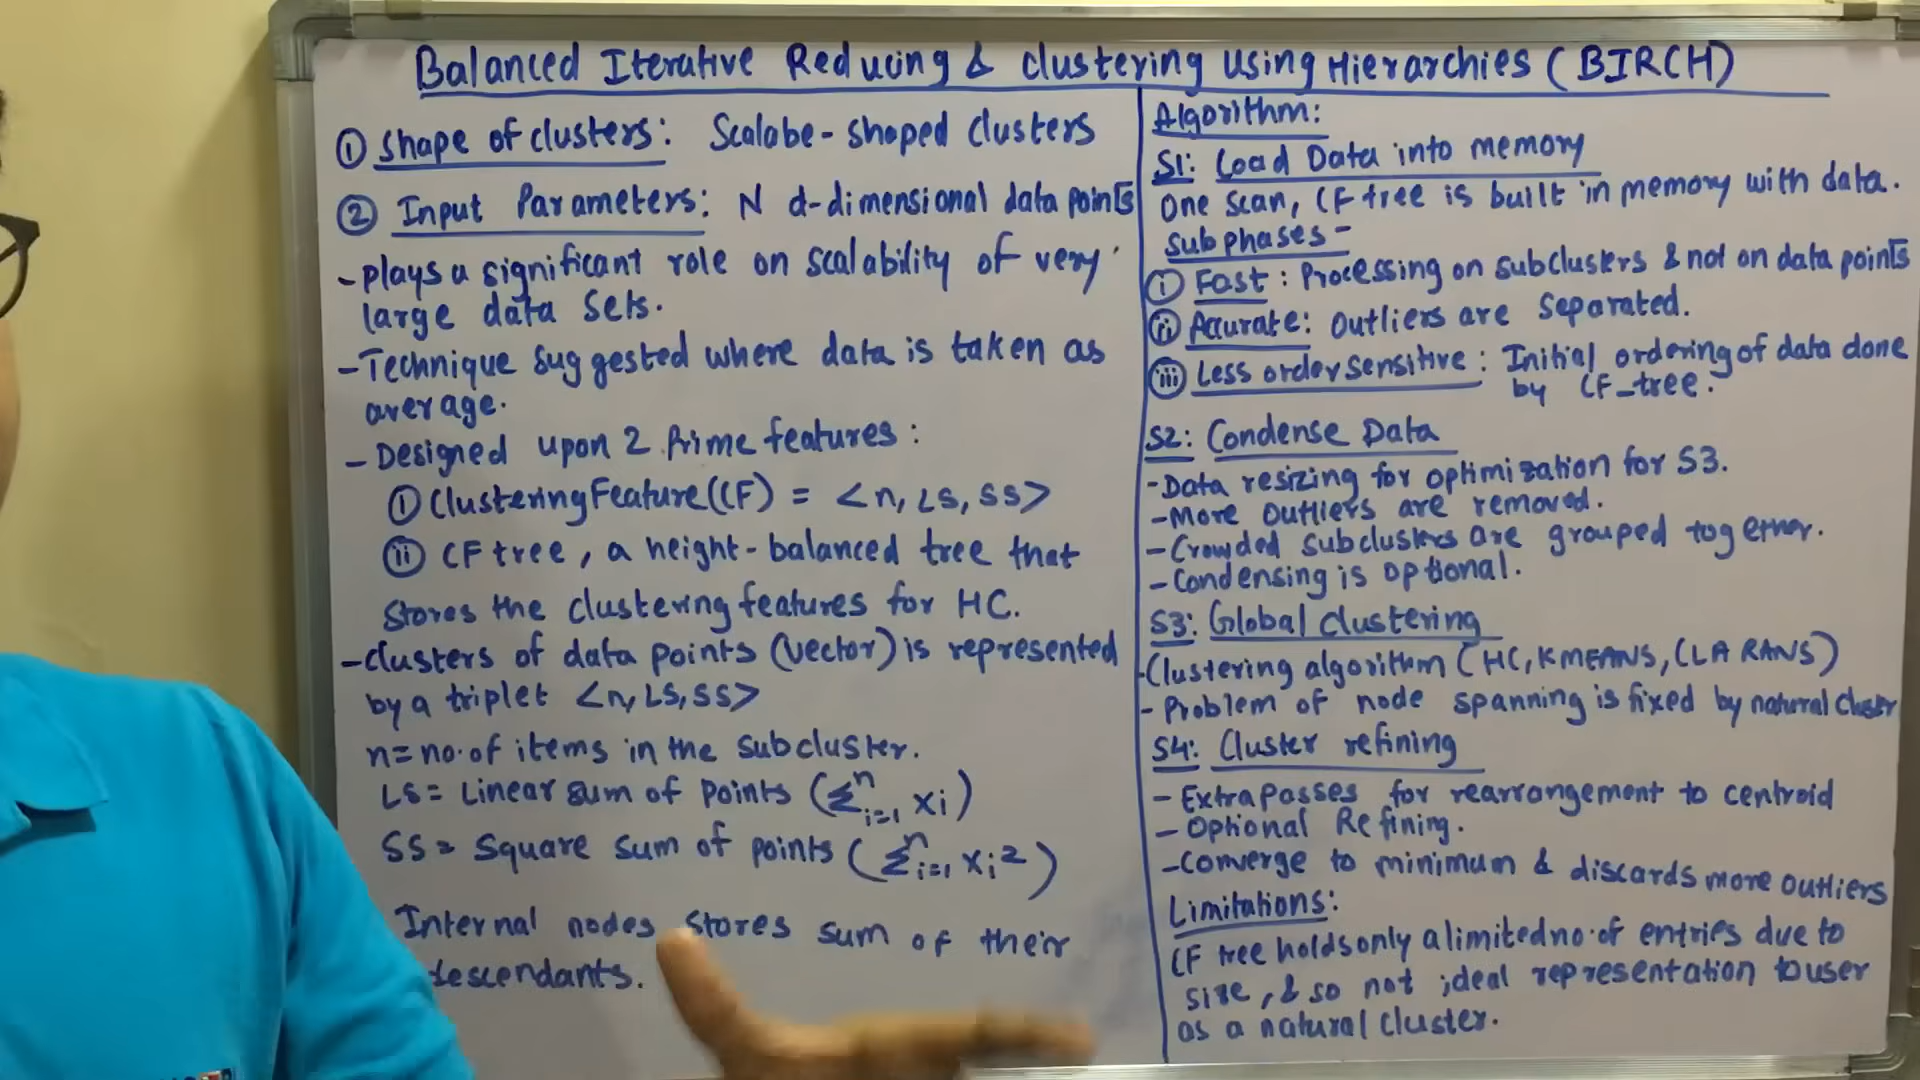 Balanced Iterative Reducing & clustering Using Hierarchies (BIRCH)
① Shape of clusters: Scalabe-shaped clusters
② Input Parameters: N d-dimensional data points
- plays a significant role on scalability of very
large data sets.
- Technique suggested where data is taken as
average.
- Designed upon 2 Prime features:
① Clustering Feature (CF) = <n, LS, SS>
ⓘⓘ CF tree, a height-balanced tree that
stores the clustering features for HC.
- clusters of data points (vector) is represented
by a triplet <n, LS, SS>
n = no. of items in the subcluster.
LS = Linear sum of points (Σⁿᵢ₌₁ xi)
SS = Square sum of points (Σⁿᵢ₌₁ xi²)
Internal nodes stores sum of their
descendants.
Algorithm:
S1: Load Data into memory
One scan, CF tree is built in memory with data.
subphases -
ⓘ Fast: Processing on subclusters & not on data points
ⓘⓘ Accurate: Outliers are separated.
ⓘⓘⓘ Less order sensitive: Initial ordering of data done
by CF_tree.
S2: Condense Data
- Data resizing for optimization for S3.
- More outliers are removed.
- Crowded subclusters are grouped together.
- Condensing is optional.
S3: Global clustering
- Clustering algorithm (HC, KMEANS, CLARANS)
- Problem of node spanning is fixed by natural cluster
S4: Cluster refining
- Extra passes for rearrangement to centroid
- Optional Refining.
- Converge to minimum & discards more outliers
Limitations:
CF tree holds only a limited no. of entries due to
size, & so not ideal representation to user
as a natural cluster.